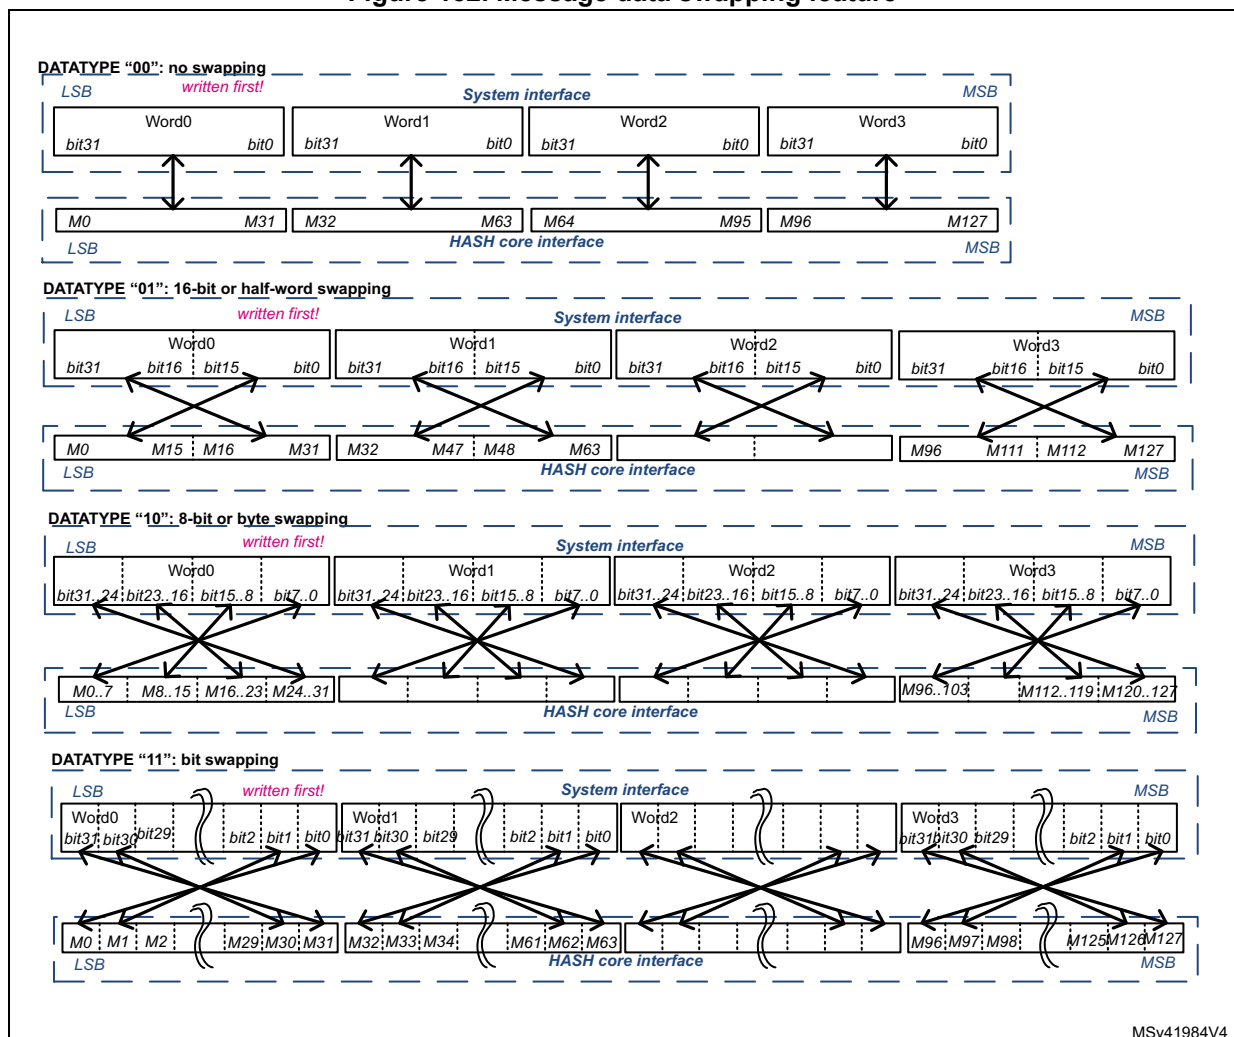 DATATYPE “00”: no swapping
LSB written first! System interface MSB
Word0 Word1 Word2 Word3
bit31 bit0 bit31 bit0 bit31 bit0 bit31 bit0
M0 M31 M32 M63 M64 M95 M96 M127
LSB HASH core interface MSB
DATATYPE “01”: 16-bit or half-word swapping
LSB written first! System interface MSB
Word0 Word1 Word2 Word3
bit31 bit16 bit15 bit0 bit31 bit16 bit15 bit0 bit31 bit16 bit15 bit0 bit31 bit16 bit15 bit0
M0 M15 M16 M31 M32 M47 M48 M63 M96 M111 M112 M127
LSB HASH core interface MSB
DATATYPE “10”: 8-bit or byte swapping
LSB written first! System interface MSB
Word0 Word1 Word2 Word3
bit31..24 bit23..16 bit15..8 bit7..0 bit31..24 bit23..16 bit15..8 bit7..0 bit31..24 bit23..16 bit15..8 bit7..0 bit31..24 bit23..16 bit15..8 bit7..0
M0..7 M8..15 M16..23 M24..31 M96..103 M112..119 M120..127
LSB HASH core interface MSB
DATATYPE “11”: bit swapping
LSB written first! System interface MSB
Word0 Word1 Word2 Word3
bit31 bit30 bit29 bit2 bit1 bit0 bit31 bit30 bit29 bit2 bit1 bit0 bit31 bit30 bit29 bit2 bit1 bit0
M0 M1 M2 M29 M30 M31 M32 M33 M34 M61 M62 M63 M96 M97 M98 M125 M126 M127
LSB HASH core interface MSB
MSv41984V4